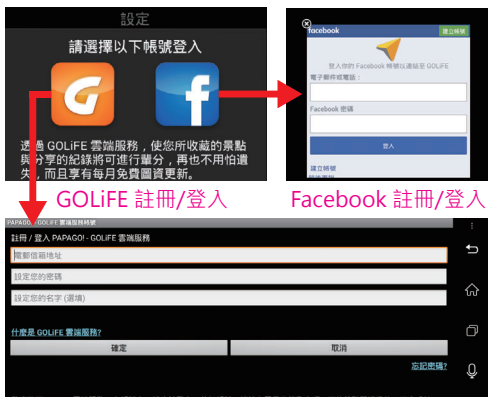 設定
請選擇以下帳號登入
G
f
透過 GOLiFE 雲端服務，使您所收藏的景點
與分享的紀錄將可進行輩分，再也不用怕遺
失，而且享有每月免費圖資更新。
facebook
建立帳號
登入你的 Facebook 帳號以連結至 GOLiFE
電子郵件或電話：
Facebook 密碼
登入
建立帳號
GOLiFE 註冊/登入
Facebook 註冊/登入
PAPAGO! GOLiFE 雲端服務帳號
註冊 / 登入 PAPAGO! - GOLiFE 雲端服務
電郵信箱地址
設定您的密碼
設定您的名字 (選填)
什麼是 GOLiFE 雲端服務?
確定
取消
忘記密碼?